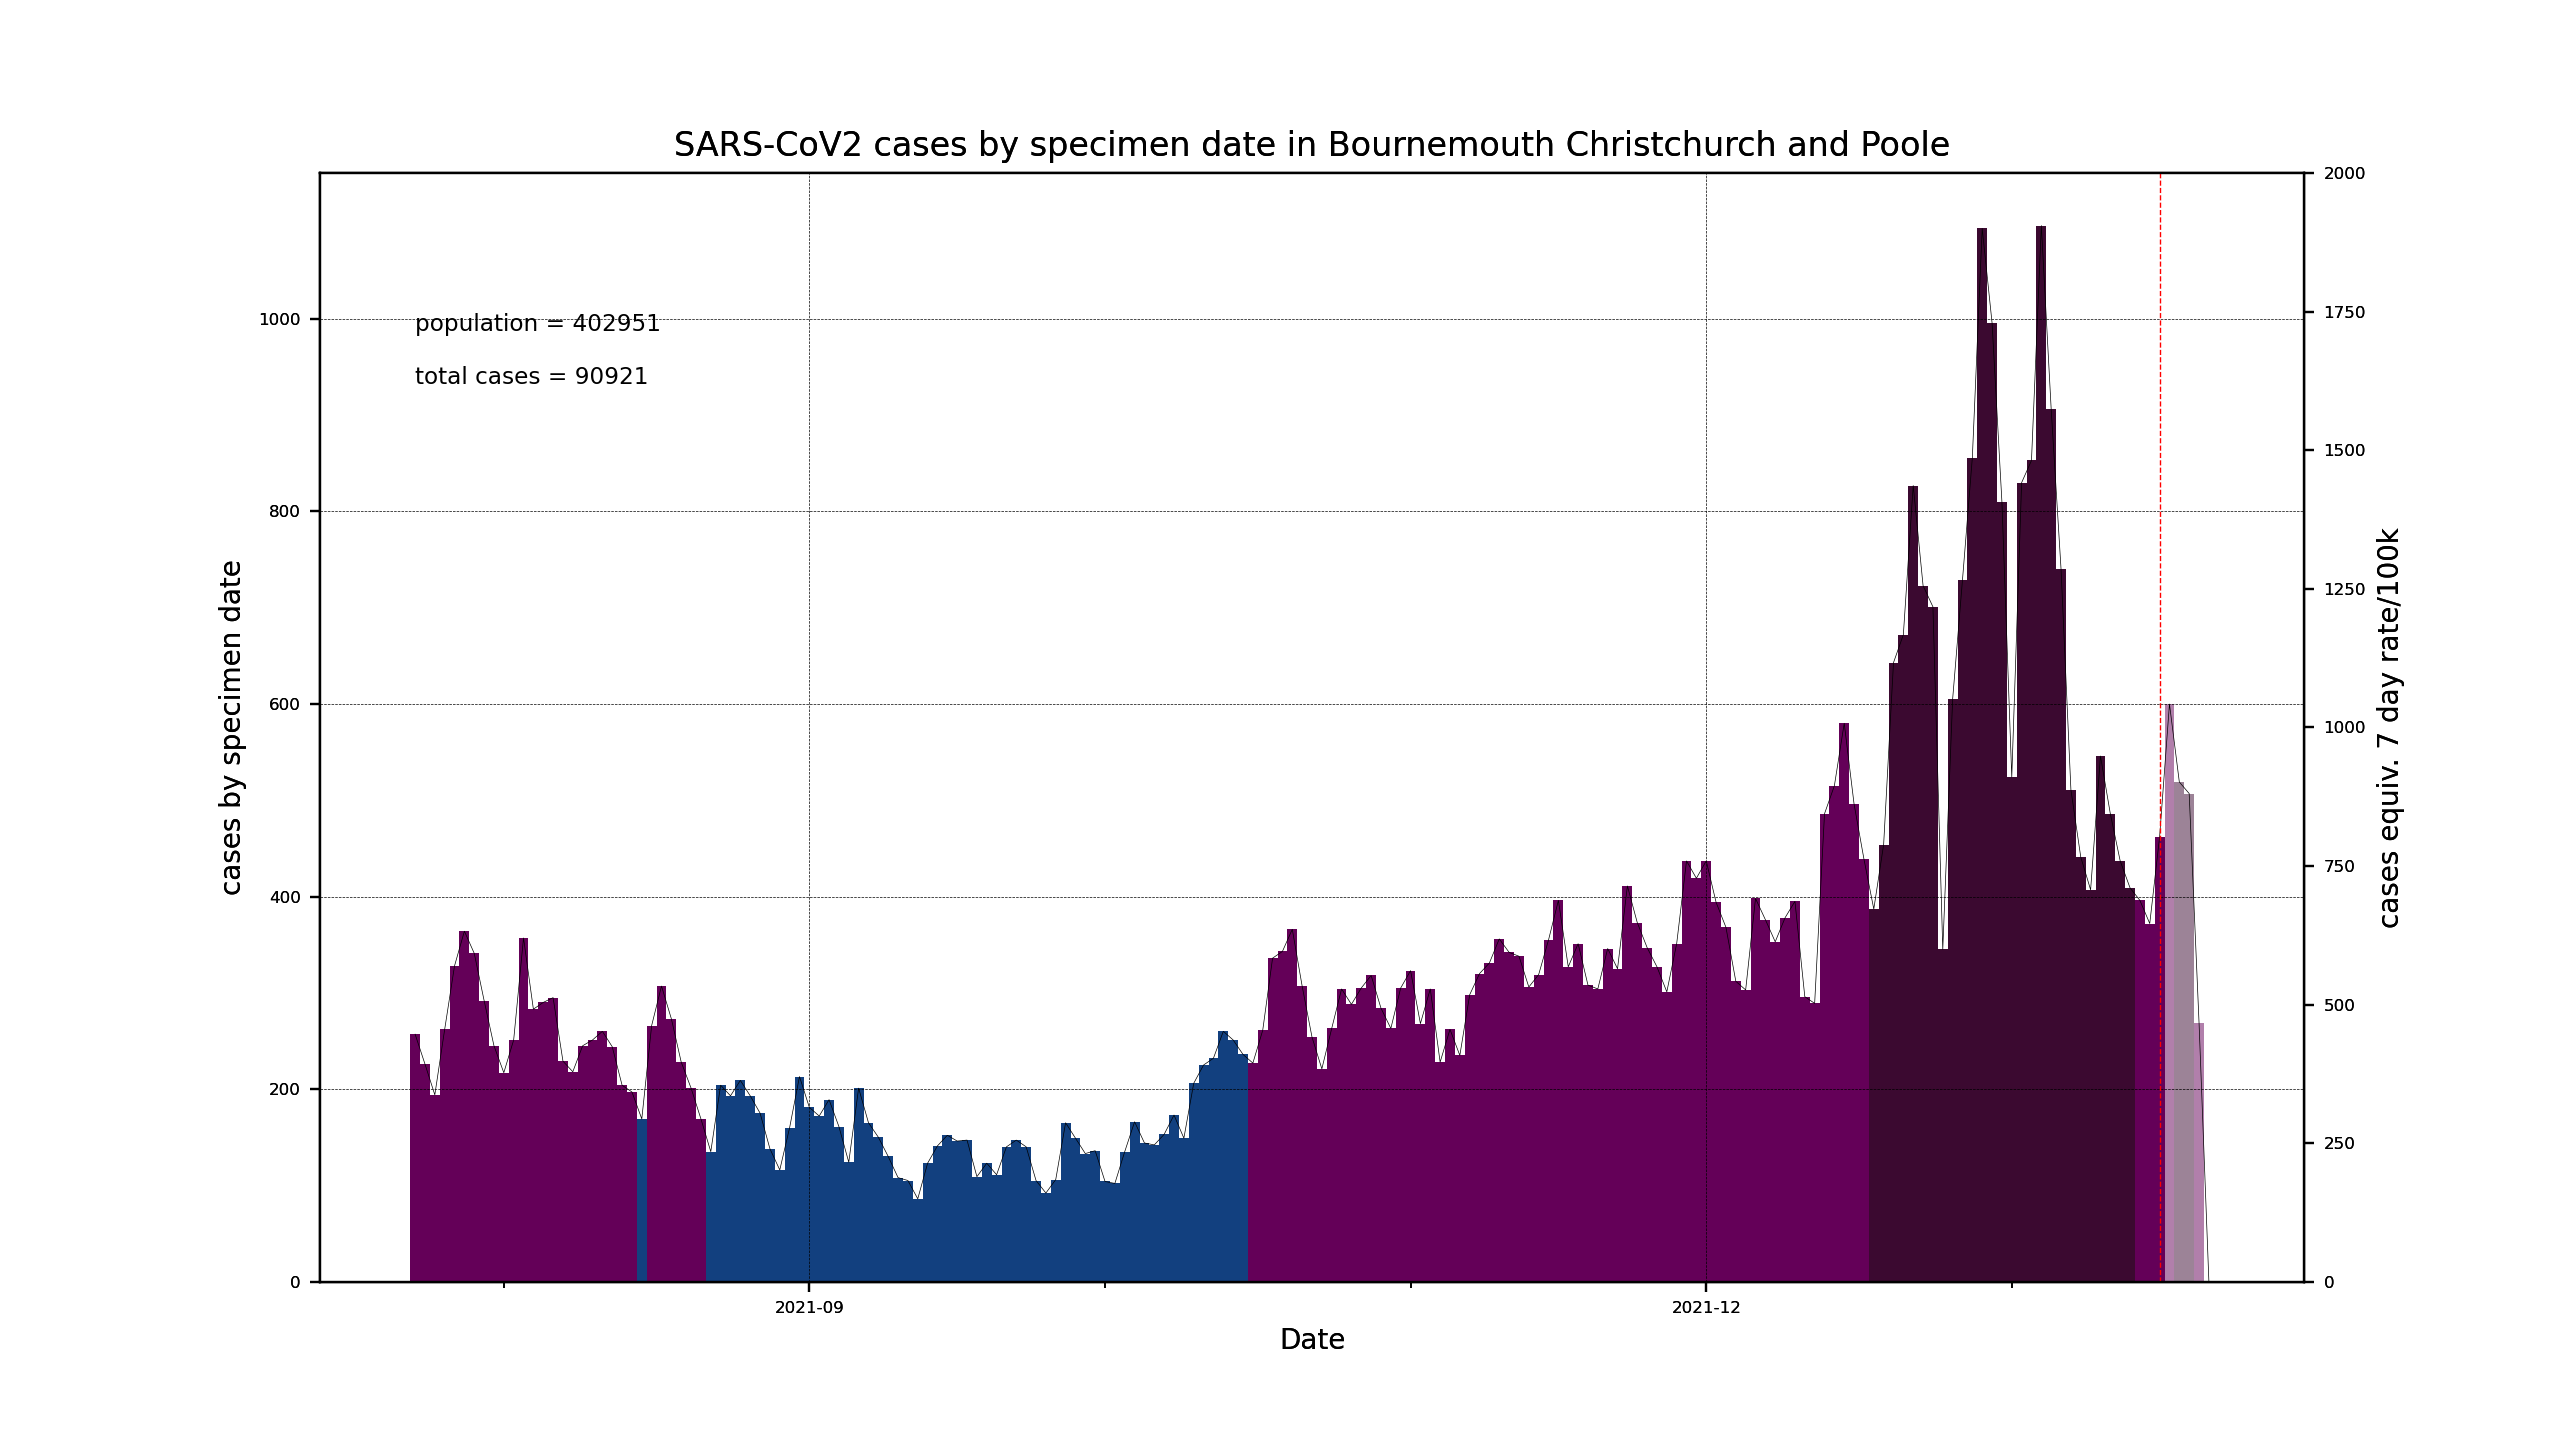 SARS-CoV2 cases by specimen date in Bournemouth Christchurch and Poole
population = 402951
total cases = 90921
cases by specimen date
1000
800
600
400
200
0
2000
1750
1500
1250
1000
750
500
250
0
cases equiv. 7 day rate/100k
2021-09
2021-12
Date